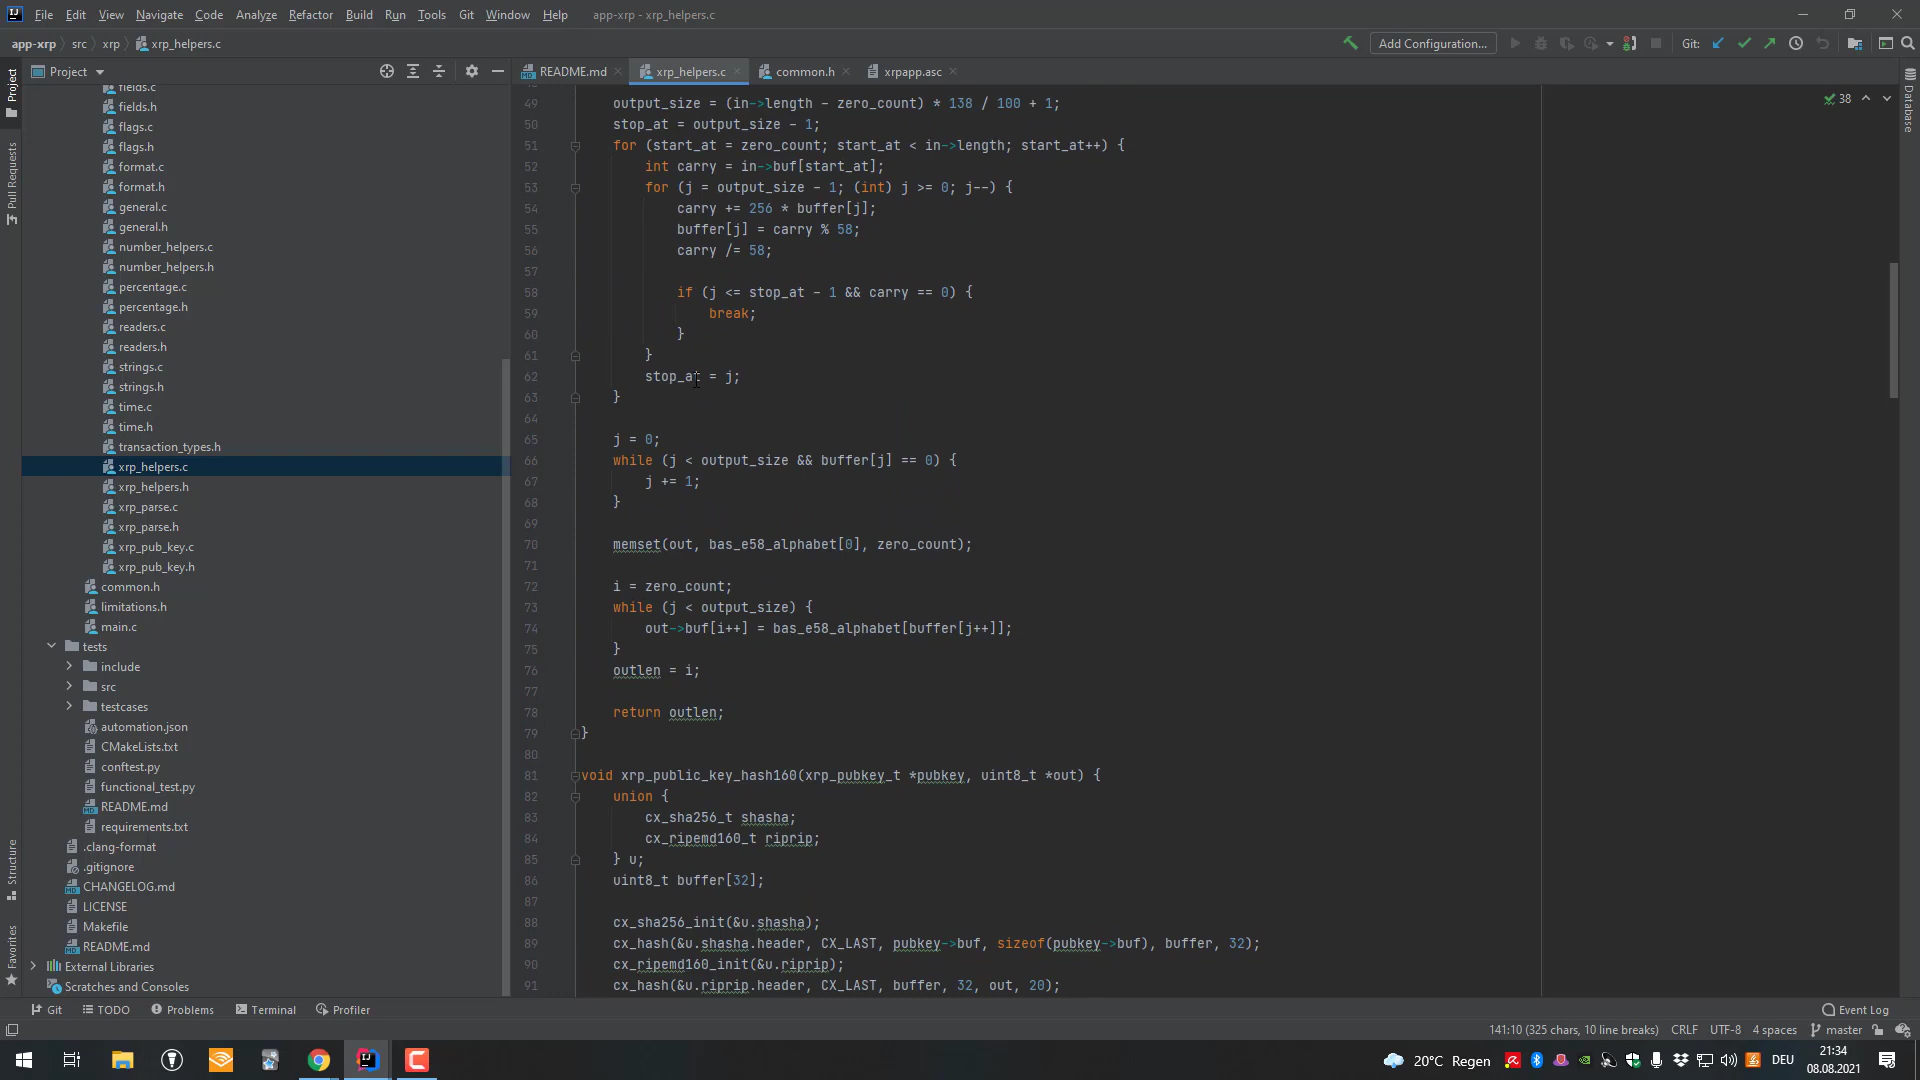 File Edit View Navigate Code Analyze Refactor Build Run Tools Git Window Help app-xrp - xrp_helpers.c
app-xrp src xrp xrp_helpers.c Add Configuration... Git:
Project README.md xrp_helpers.c common.h xrpapp.asc
Project
Pull Requests
Structure
Favorites
fields.c
fields.h
flags.c
flags.h
format.c
format.h
general.c
general.h
number_helpers.c
number_helpers.h
percentage.c
percentage.h
readers.c
readers.h
strings.c
strings.h
time.c
time.h
transaction_types.h
xrp_helpers.c
xrp_helpers.h
xrp_parse.c
xrp_parse.h
xrp_pub_key.c
xrp_pub_key.h
common.h
limitations.h
main.c
tests
include
src
testcases
automation.json
CMakeLists.txt
conftest.py
functional_test.py
README.md
requirements.txt
.clang-format
.gitignore
CHANGELOG.md
LICENSE
Makefile
README.md
External Libraries
Scratches and Consoles
49 output_size = (in->length - zero_count) * 138 / 100 + 1;
50 stop_at = output_size - 1;
51 for (start_at = zero_count; start_at < in->length; start_at++) {
52 int carry = in->buf[start_at];
53 for (j = output_size - 1; (int) j >= 0; j--) {
54 carry += 256 * buffer[j];
55 buffer[j] = carry % 58;
56 carry /= 58;
57
58 if (j <= stop_at - 1 && carry == 0) {
59 break;
60 }
61 }
62 stop_at = j;
63 }
64
65 j = 0;
66 while (j < output_size && buffer[j] == 0) {
67 j += 1;
68 }
69
70 memset(out, bas_e58_alphabet[0], zero_count);
71
72 i = zero_count;
73 while (j < output_size) {
74 out->buf[i++] = bas_e58_alphabet[buffer[j++]];
75 }
76 outlen = i;
77
78 return outlen;
79 }
80
81 void xrp_public_key_hash160(xrp_pubkey_t *pubkey, uint8_t *out) {
82 union {
83 cx_sha256_t shasha;
84 cx_ripemd160_t riprip;
85 } u;
86 uint8_t buffer[32];
87
88 cx_sha256_init(&u.shasha);
89 cx_hash(&u.shasha.header, CX_LAST, pubkey->buf, sizeof(pubkey->buf), buffer, 32);
90 cx_ripemd160_init(&u.riprip);
91 cx_hash(&u.riprip.header, CX_LAST, buffer, 32, out, 20);
38
Database
Git TODO Problems Terminal Profiler Event Log
141:10 (325 chars, 10 line breaks) CRLF UTF-8 4 spaces master
20°C Regen DEU 21:34
08.08.2021